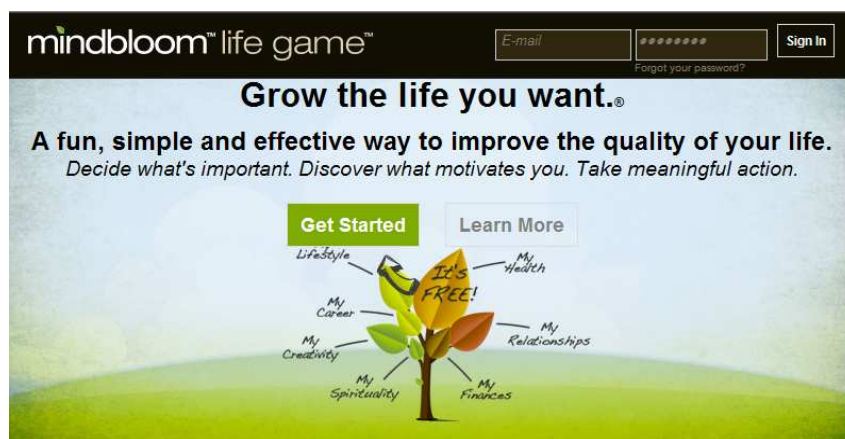 mindbloom™ life game™
E-mail
Sign In
Forgot your password?
Grow the life you want.®
A fun, simple and effective way to improve the quality of your life.
Decide what's important. Discover what motivates you. Take meaningful action.
Get Started
Learn More
Lifestyle
It's
FREE!
My
Health
My
Career
My
Relationships
My
Creativity
My
Spirituality
My
Finances